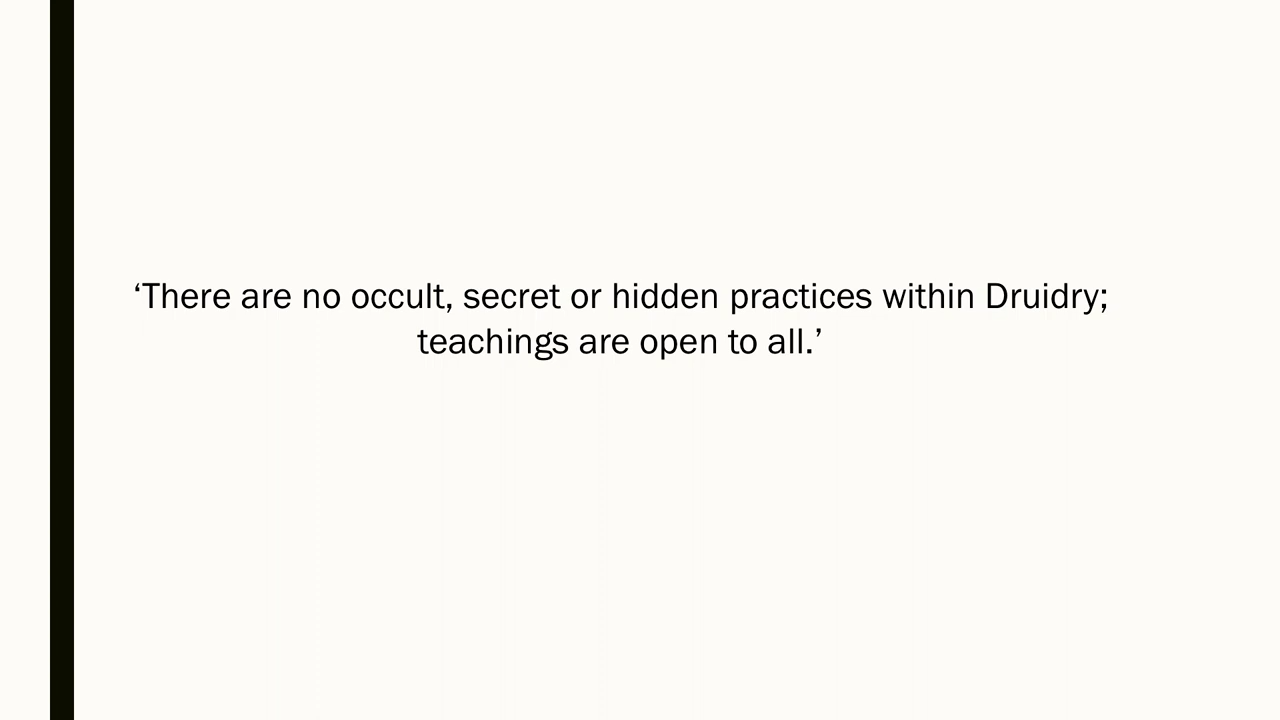 ‘There are no occult, secret or hidden practices within Druidry;
teachings are open to all.’